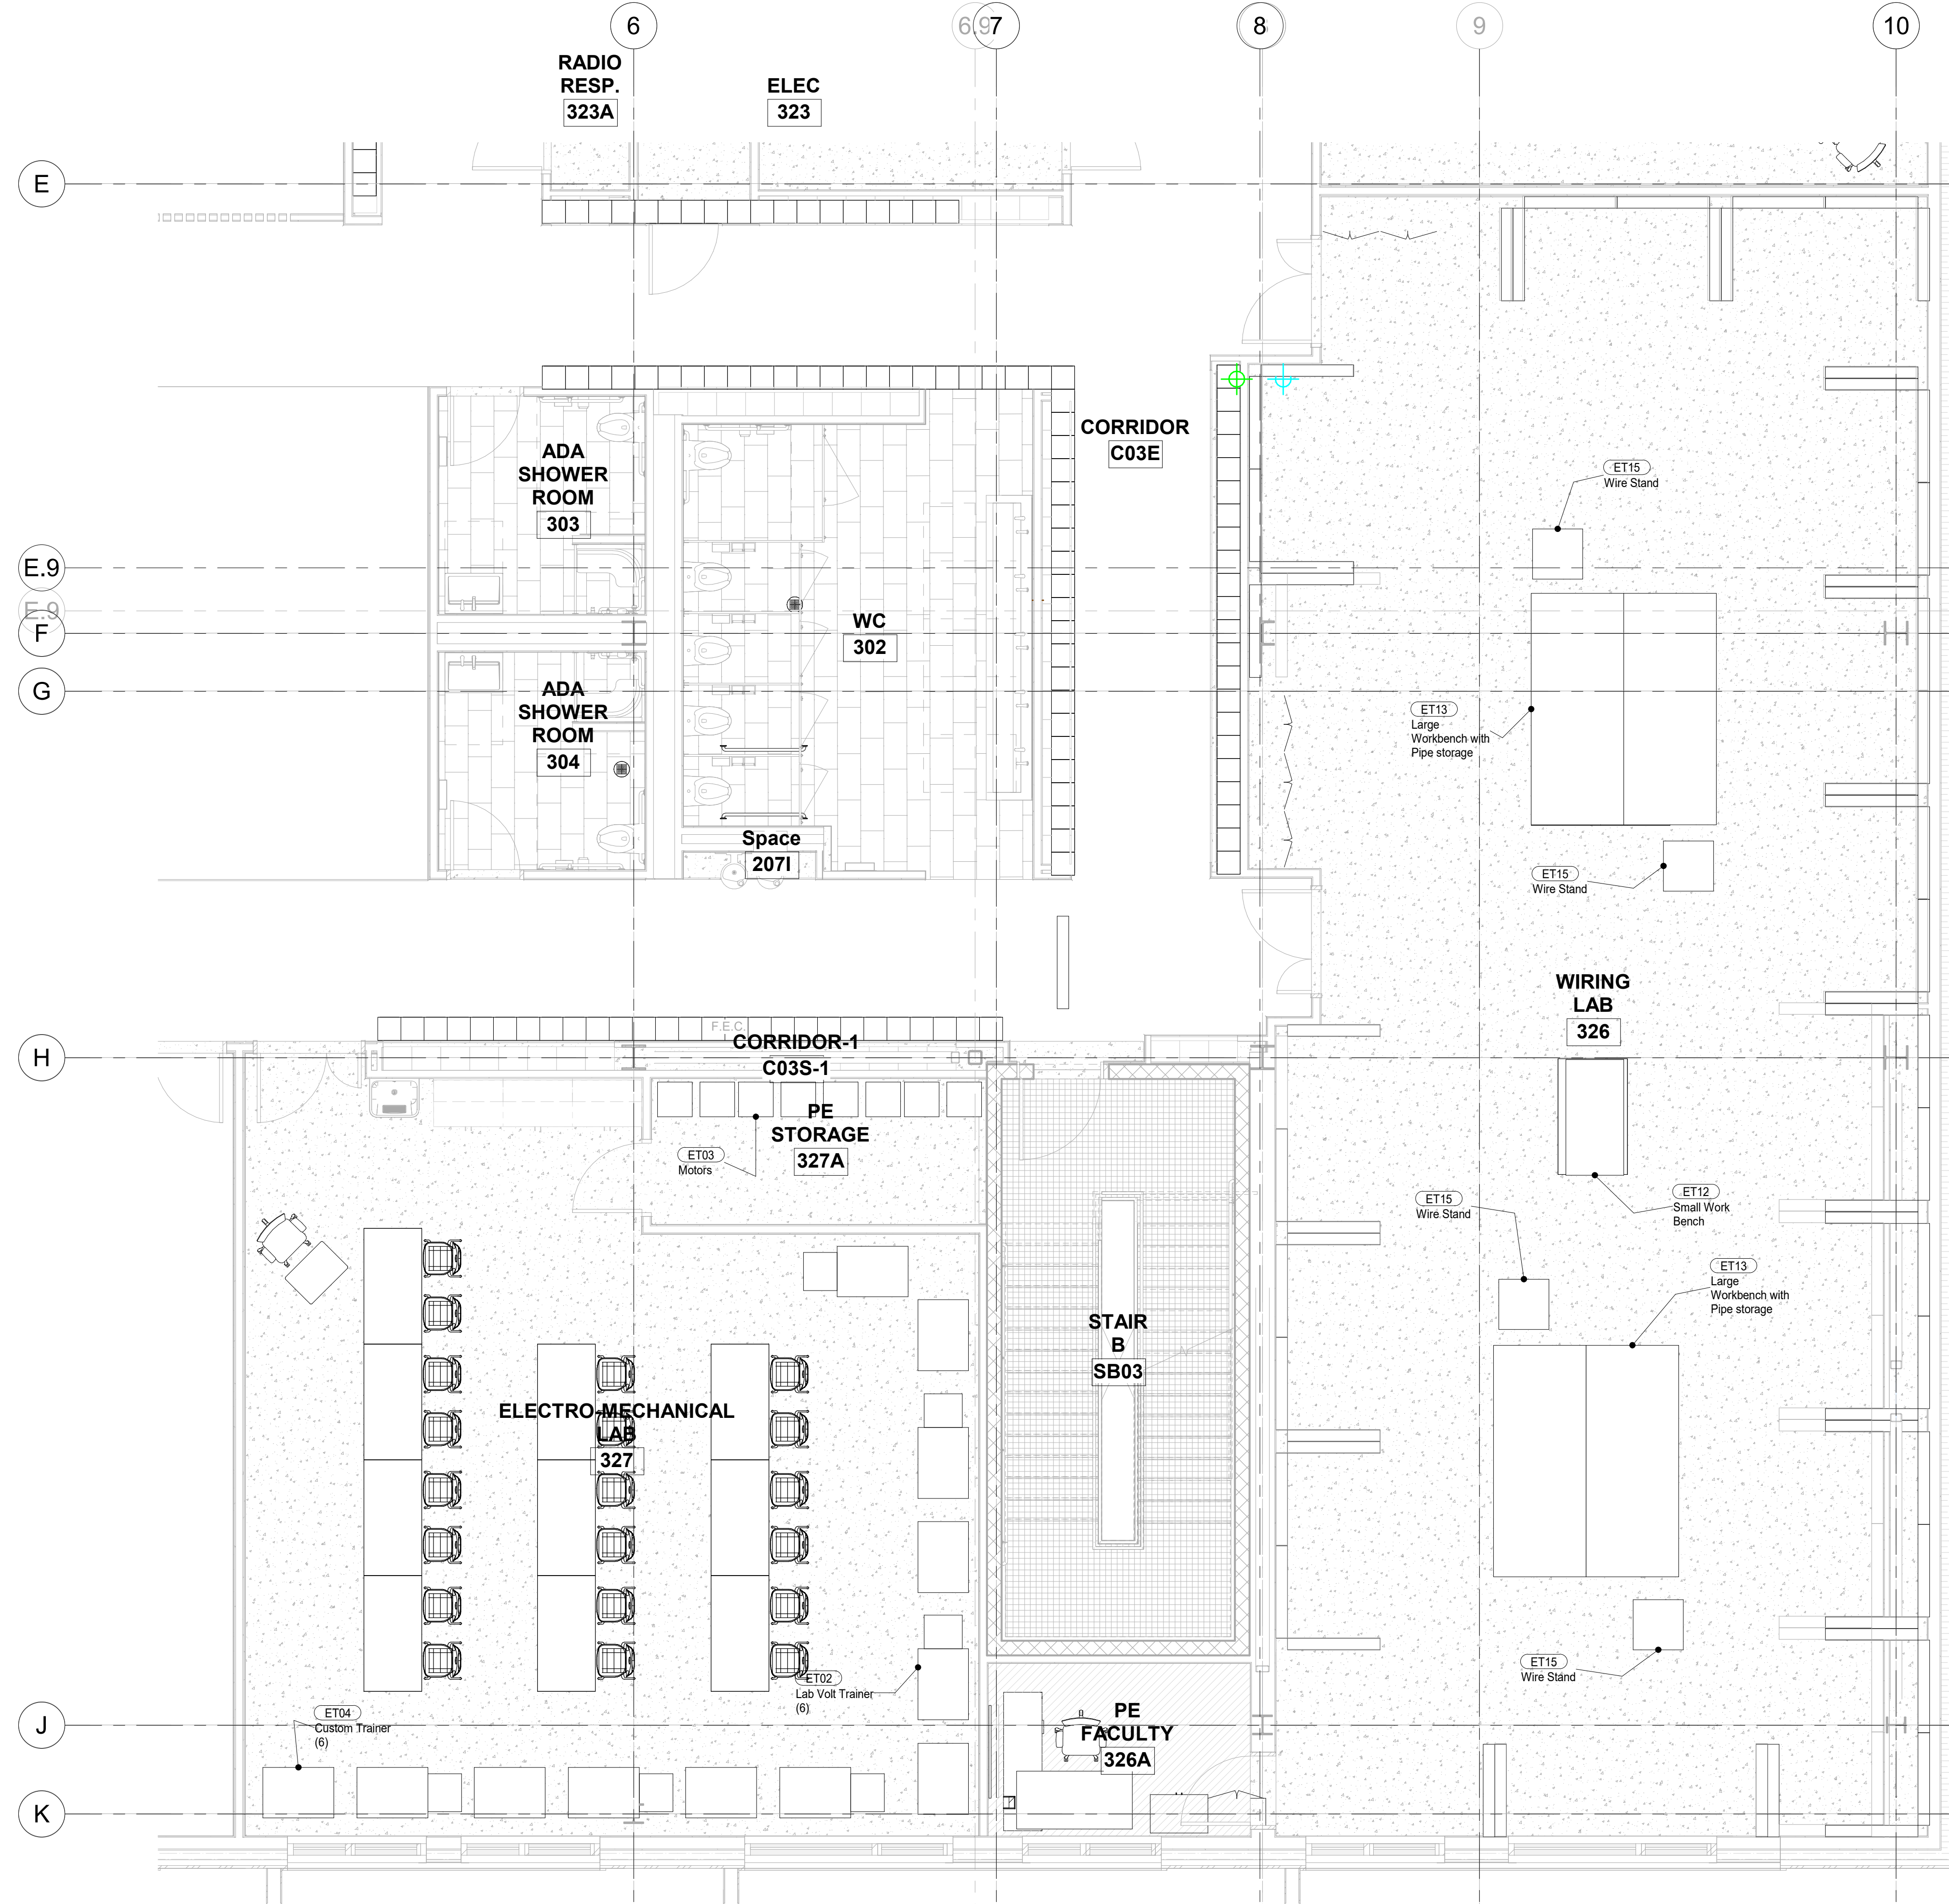 6
6.9
7
8
9
10
RADIO
RESP.
323A
ELEC
323
E
CORRIDOR
C03E
ADA
SHOWER
ROOM
303
ET15
Wire Stand
E.9
E.9
F
WC
302
G
ADA
SHOWER
ROOM
304
ET13
Large
Workbench with
Pipe storage
Space
207I
ET15
Wire Stand
WIRING
LAB
326
F.E.C.
H
CORRIDOR-1
C03S-1
PE
STORAGE
327A
ET03
Motors
ET15
Wire Stand
ET12
Small Work
Bench
ET13
Large
Workbench with
Pipe storage
STAIR
B
SB03
ELECTRO-MECHANICAL
LAB
327
ET15
Wire Stand
ET02
Lab Volt Trainer
(6)
ET04
Custom Trainer
(6)
J
PE
FACULTY
326A
K